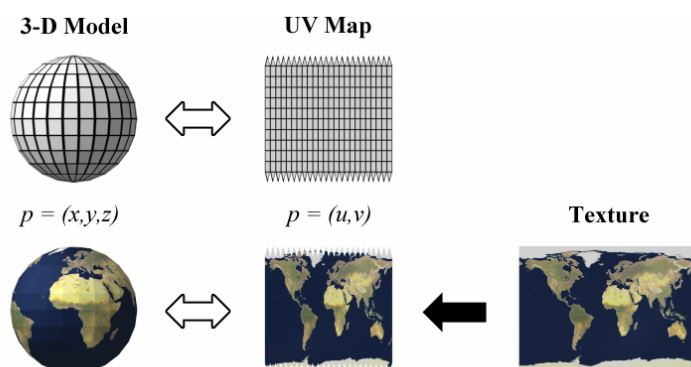 3-D Model
UV Map
p = (x,y,z)
p = (u,v)
Texture